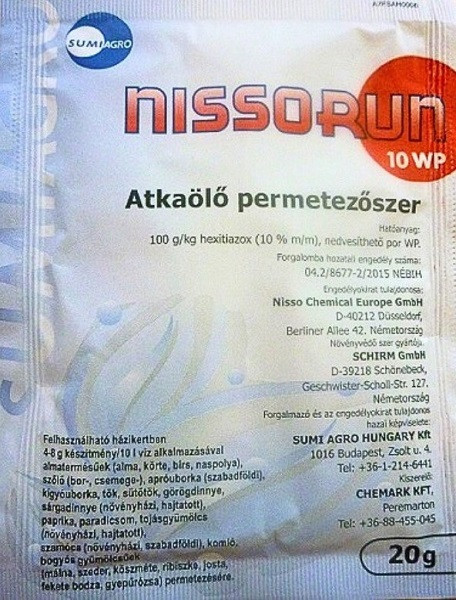 SUMI AGRO
NISSORUN
10 WP
Atkaölő permetezőszer
Hatóanyag:
100 g/kg hexitiazox (10 % m/m), nedvesíthető por WP.
Forgalomba hozatali engedély száma:
04.2/8677-2/2015 NÉBIH
Engedélyokirat tulajdonosa:
Nisso Chemical Europe GmbH
D-40212 Düsseldorf,
Berliner Allee 42. Németország
Növényvédő szer gyártója:
SCHIRM GmbH
D-39218 Schönebeck,
Geschwister-Scholl-Str. 127.
Németország
Forgalmazó és az engedélyokirat tulajdonos
hazai képviselete:
SUMI AGRO HUNGARY Kft
1016 Budapest, Zsolt u. 4.
Tel: +36-1-214-6441
Kiszerelő:
CHEMARK KFT,
Peremarton
Tel: +36-88-455-045
Felhasználható házikertben
4-8 g készítmény/10 l víz alkalmazásával
almatermésűek (alma, körte, birs, naspolya),
szőlő (bor-, csemege-), apróuborka (szabadföldi),
kígyóuborka, tök, sütőtök, görögdinnye,
sárgadinnye (növényházi, hajtatott),
paprika, paradicsom, tojásgyümölcs
(növényházi, hajtatott),
szamóca (növényházi, szabadföldi), komló,
bogyós gyümölcsűek
(málna, szeder, köszméte, ribiszke, josta,
fekete bodza, gyepűrózsa) permetezésére.
20g
SUMI AGRO